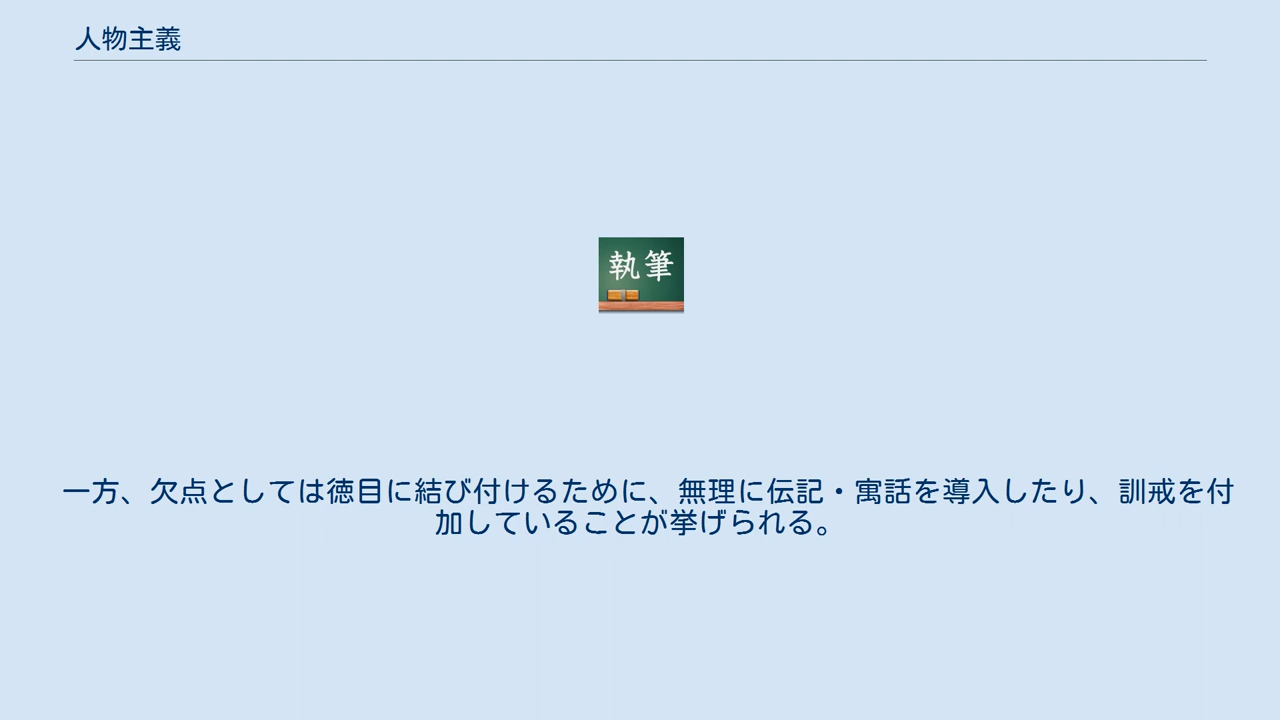 人物主義
執筆
一方、欠点としては徳目に結び付けるために、無理に伝記・寓話を導入したり、訓戒を付
加していることが挙げられる。